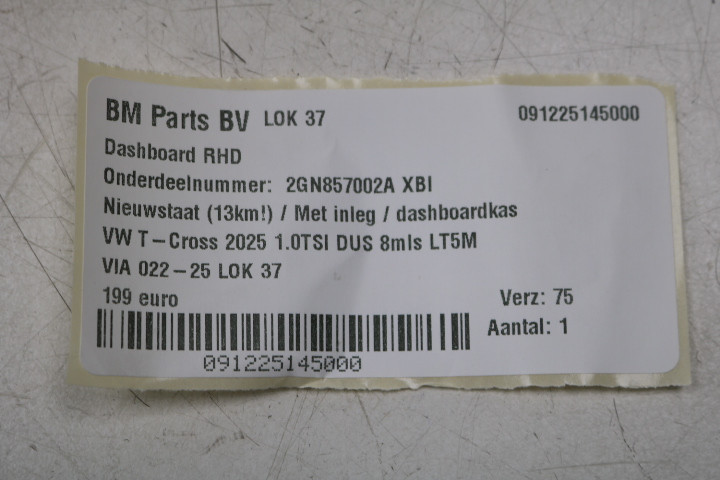 BM Parts BV LOK 37 091225145000
Dashboard RHD
Onderdeelnummer: 2GN857002A XBI
Nieuwstaat (13km!) / Met inleg / dashboardkas
VW T-Cross 2025 1.0TSI DUS 8mls LT5M
VIA 022-25 LOK 37
199 euro Verz: 75
Aantal: 1
091225145000